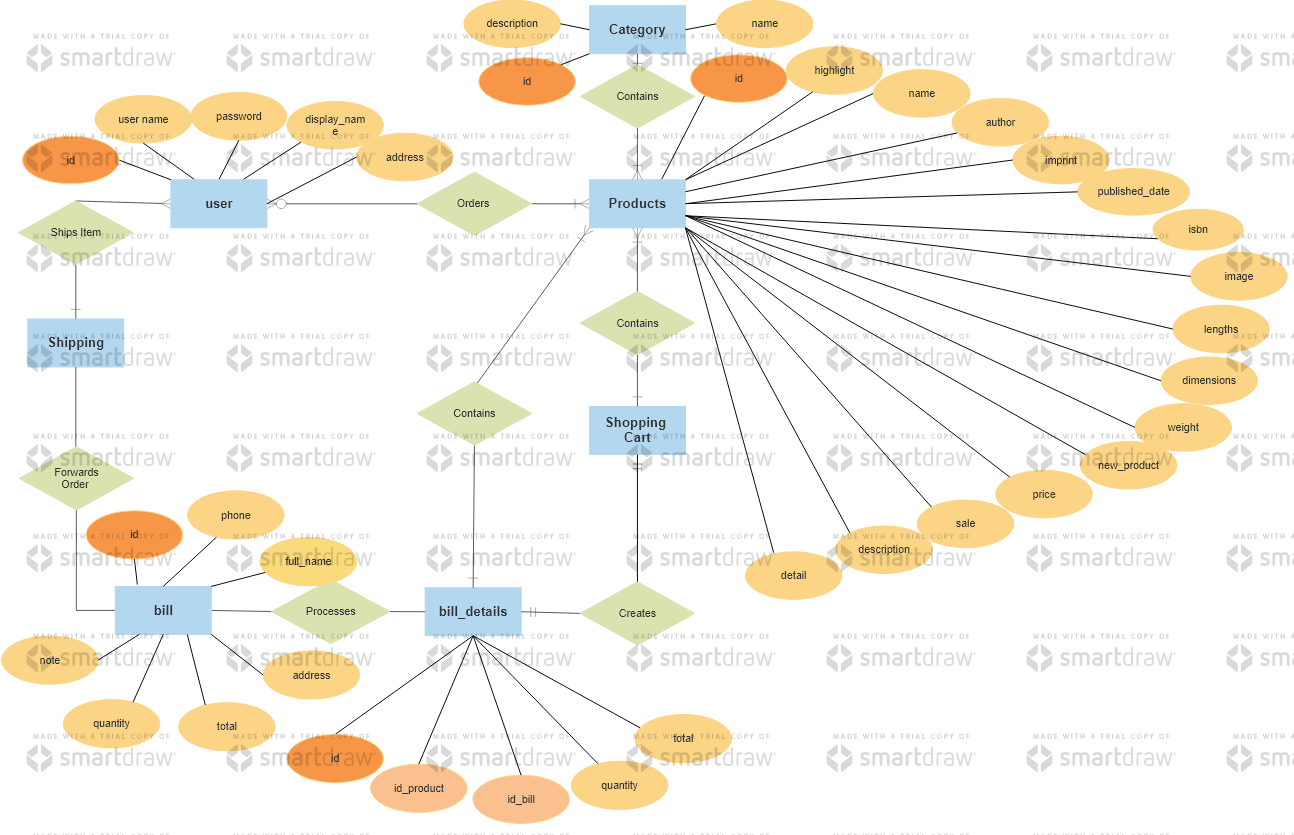 description
Category
name
id
Contains
id
highlight
name
author
imprint
published_date
isbn
image
lengths
dimensions
weight
new_product
price
sale
description
detail
user name
password
display_nam
e
address
id
user
Orders
Products
Ships Item
Shipping
Contains
Contains
Shopping
Cart
Forwards
Order
id
phone
full_name
bill
Processes
bill_details
Creates
note
quantity
total
address
id
id_product
id_bill
quantity
total
MADE WITH A TRIAL COPY OF
smartdraw